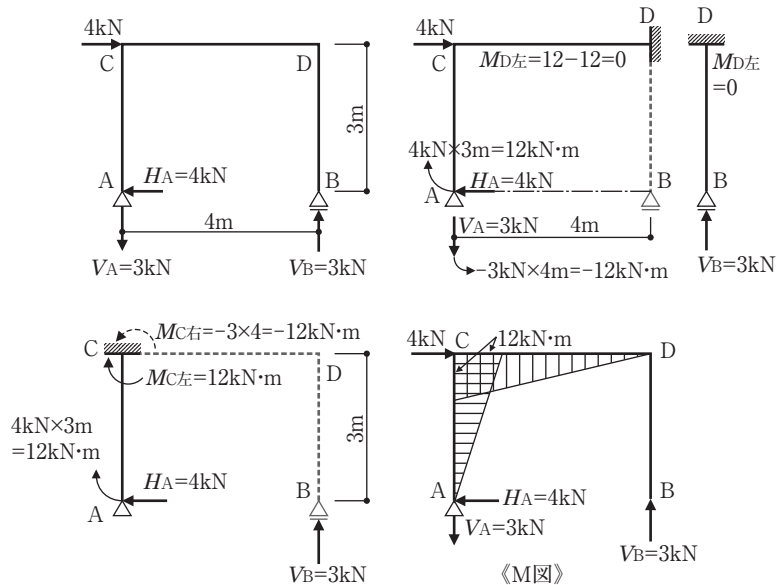 4kN
C
D
3m
A
HA=4kN
B
4m
VA=3kN
VB=3kN
4kN
C
D
MD左=12−12=0
4kN×3m=12kN·m
HA=4kN
A
B
VA=3kN
4m
−3kN×4m=−12kN·m
D
MD左
=0
B
VB=3kN
C
MC右=−3×4=−12kN·m
D
MC左=12kN·m
3m
4kN×3m
=12kN·m
HA=4kN
A
B
VB=3kN
4kN
C
12kN·m
D
A
HA=4kN
B
VA=3kN
VB=3kN
《M図》